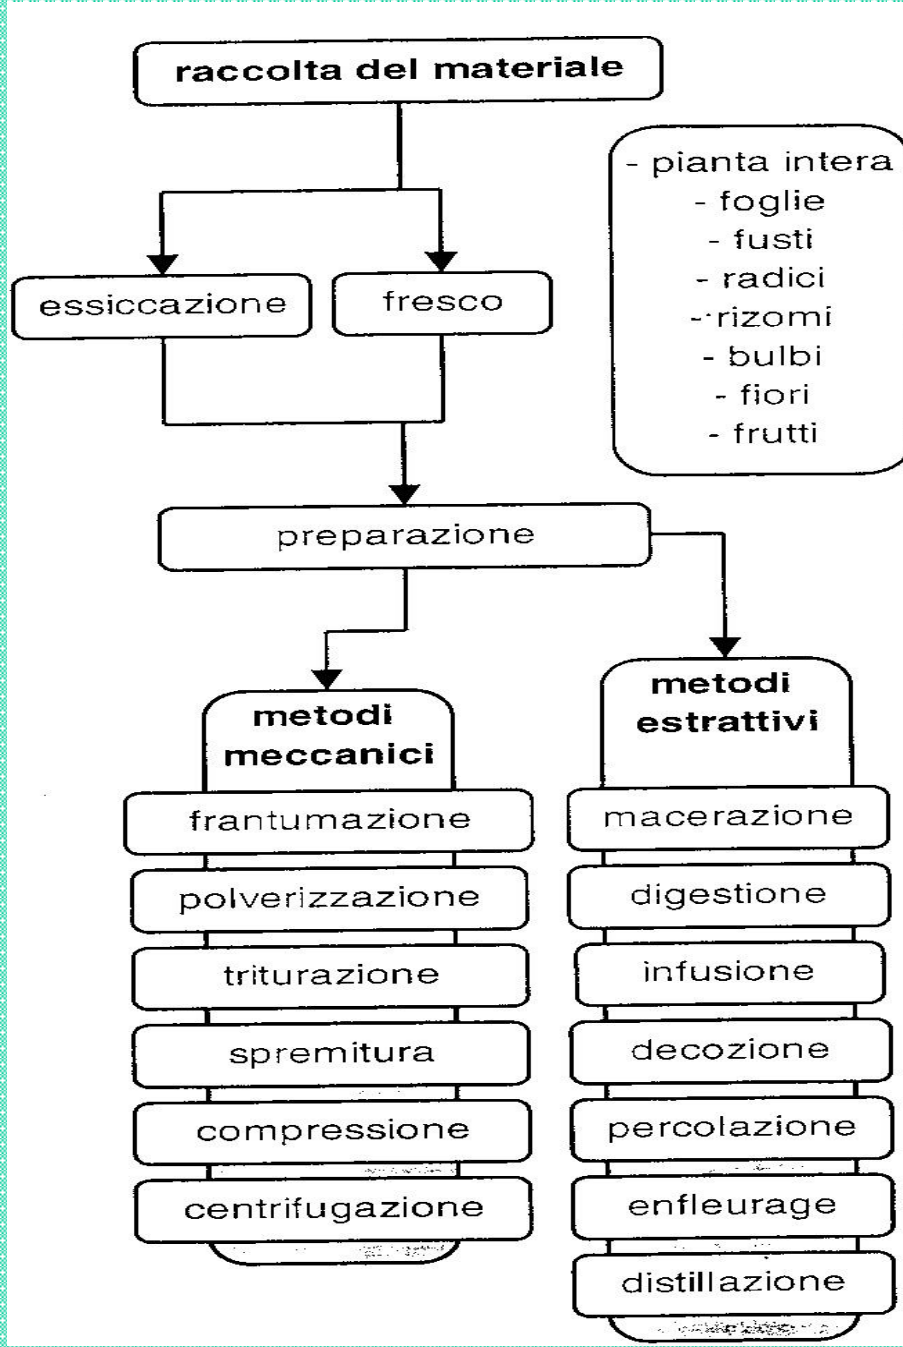 raccolta del materiale
- pianta intera
- foglie
- fusti
- radici
- rizomi
- bulbi
- fiori
- frutti
essiccazione
fresco
preparazione
metodi
meccanici
frantumazione
polverizzazione
triturazione
spremitura
compressione
centrifugazione
metodi
estrattivi
macerazione
digestione
infusione
decozione
percolazione
enfleurage
distillazione